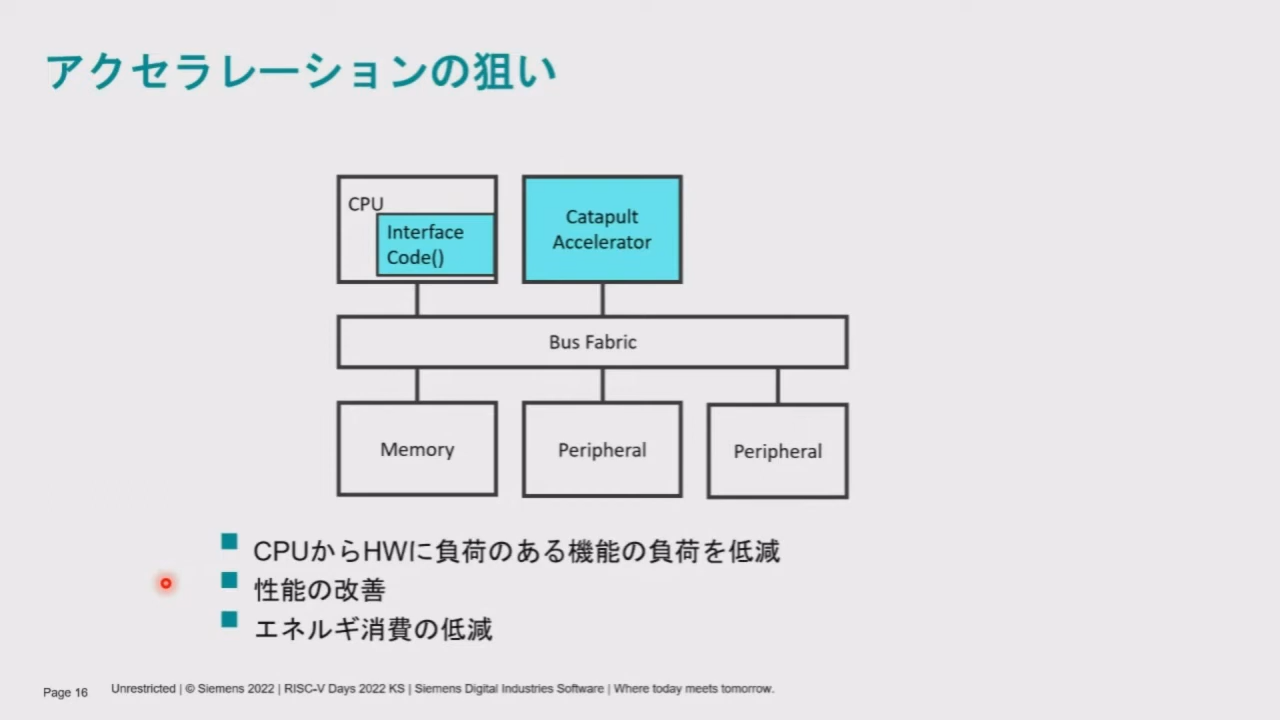 アクセラレーションの狙い
CPU
Interface
Code()
Catapult
Accelerator
Bus Fabric
Memory
Peripheral
Peripheral
CPUからHWに負荷のある機能の負荷を低減
性能の改善
エネルギ消費の低減
Page 16
Unrestricted | © Siemens 2022 | RISC-V Days 2022 KS | Siemens Digital Industries Software | Where today meets tomorrow.